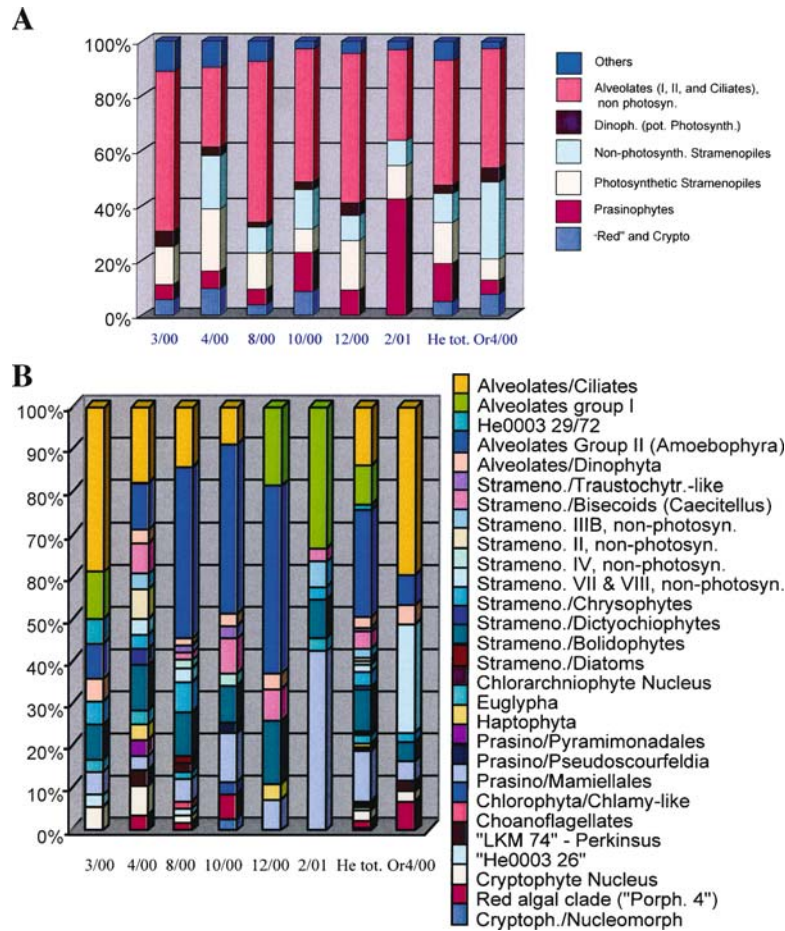 A
100%
80%
60%
40%
20%
0%
3/00 4/00 8/00 10/00 12/00 2/01 He tot. Or4/00
Others
Alveolates (I, II, and Ciliates), non photosyn.
Dinoph. (pot. Photosynth.)
Non-photosynth. Stramenopiles
Photosynthetic Stramenopiles
Prasinophytes
"Red" and Crypto
B
100%
90%
80%
70%
60%
50%
40%
30%
20%
10%
0%
3/00 4/00 8/00 10/00 12/00 2/01 He tot. Or4/00
Alveolates/Ciliates
Alveolates group I
He0003 29/72
Alveolates Group II (Amoebophyra)
Alveolates/Dinophyta
Strameno./Traustochytr.-like
Strameno./Bisecoids (Caecitellus)
Strameno. IIIB, non-photosyn.
Strameno. II, non-photosyn.
Strameno. IV, non-photosyn.
Strameno. VII & VIII, non-photosyn.
Strameno./Chrysophytes
Strameno./Dictyochiophytes
Strameno./Bolidophytes
Strameno./Diatoms
Chlorarchniophyte Nucleus
Euglypha
Haptophyta
Prasino/Pyramimonadales
Prasino/Pseudoscourfeldia
Prasino/Mamiellales
Chlorophyta/Chlamy-like
Choanoflagellates
"LKM 74" - Perkinsus
"He0003 26"
Cryptophyte Nucleus
Red algal clade ("Porph. 4")
Cryptoph./Nucleomorph